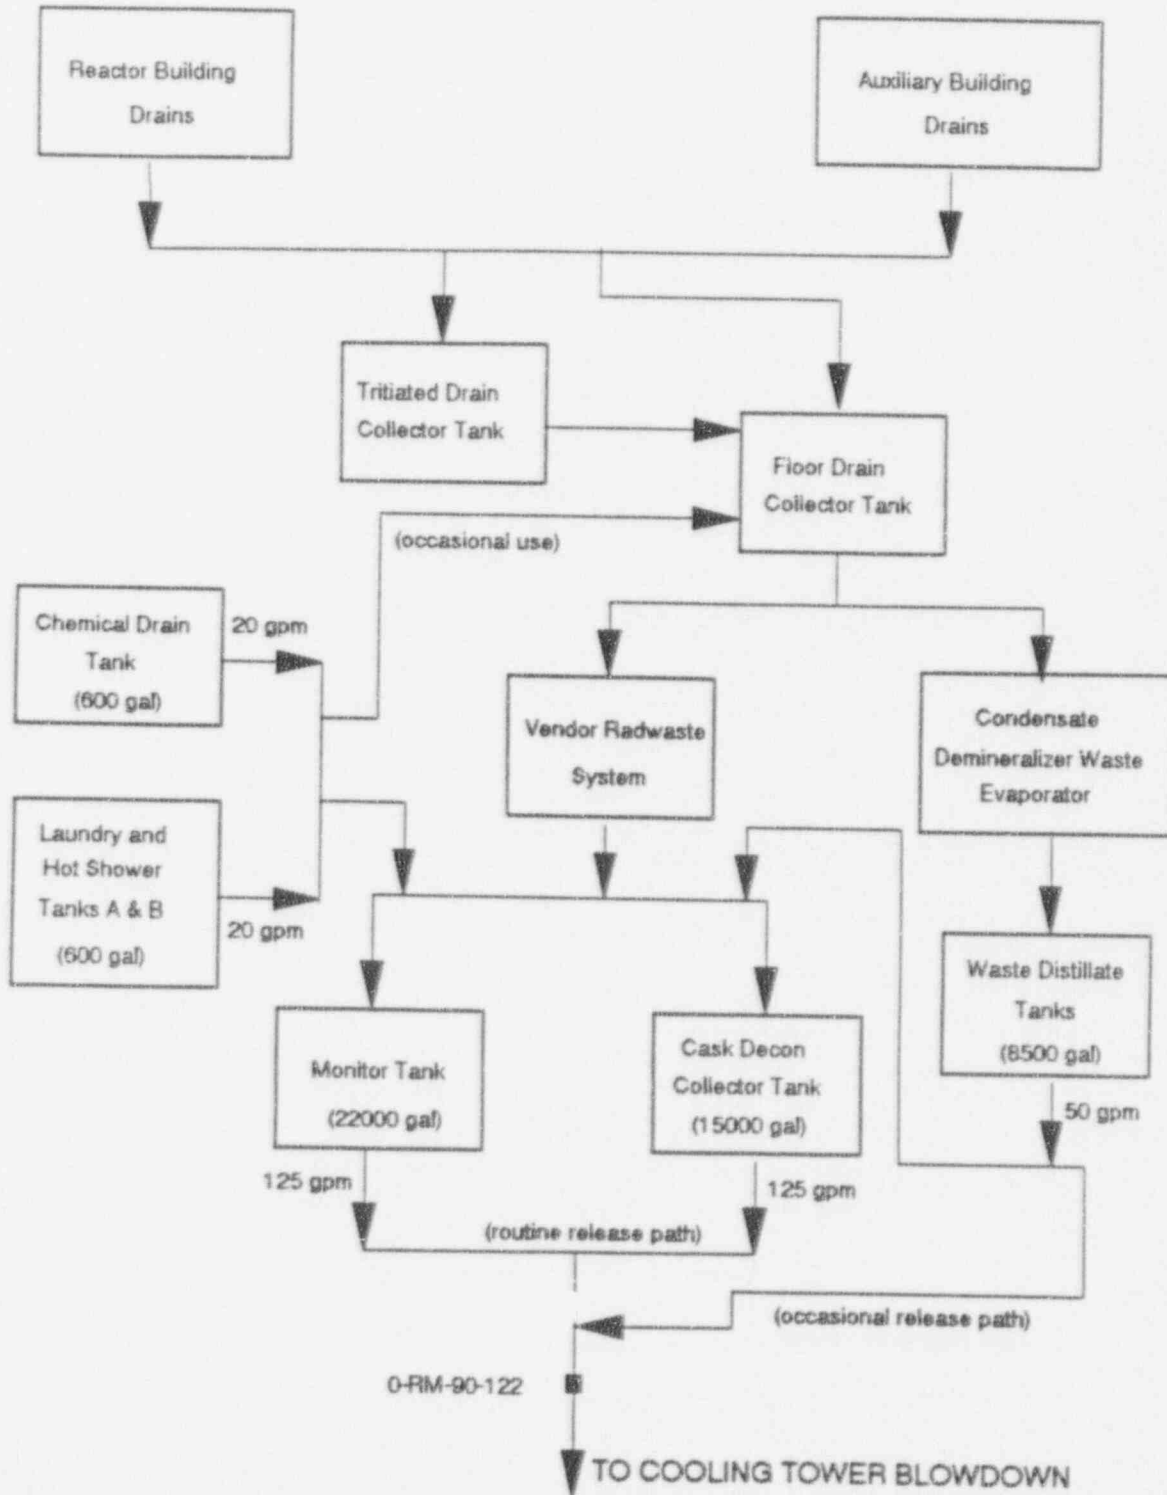 Reactor Building
Drains
Auxiliary Building
Drains
Tritiated Drain
Collector Tank
Floor Drain
Collector Tank
(occasional use)
Chemical Drain
Tank
(600 gal)
20 gpm
Vendor Radwaste
System
Condensate
Demineralizer Waste
Evaporator
Laundry and
Hot Shower
Tanks A & B
(600 gal)
20 gpm
Waste Distillate
Tanks
(8500 gal)
Monitor Tank
(22000 gal)
Cask Decon
Collector Tank
(15000 gal)
50 gpm
125 gpm
125 gpm
(routine release path)
(occasional release path)
0-RM-90-122
TO COOLING TOWER BLOWDOWN